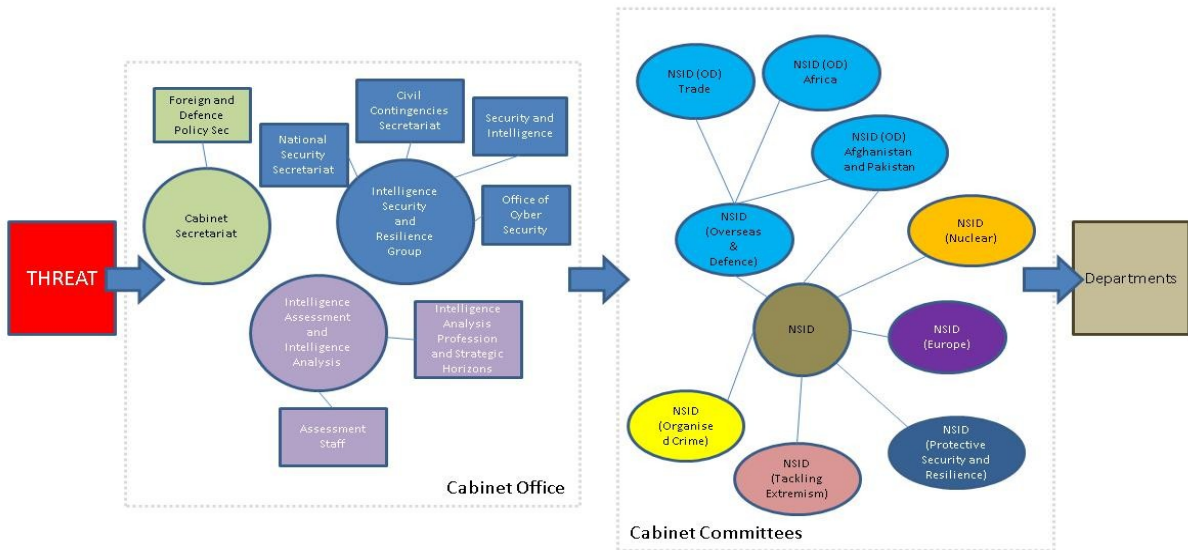 THREAT
Foreign and
Defence
Policy Sec
Cabinet
Secretariat
National
Security
Secretariat
Civil
Contingencies
Secretariat
Security and
Intelligence
Intelligence
Security
and
Resilience
Group
Office of
Cyber
Security
Intelligence
Assessment
and
Intelligence
Analysis
Intelligence
Analysis
Profession
and Strategic
Horizons
Assessment
Staff
Cabinet Office
NSID (OD)
Trade
NSID (OD)
Africa
NSID (OD)
Afghanistan
and Pakistan
NSID
(Overseas
&
Defence)
NSID
(Nuclear)
NSID
NSID
(Europe)
NSID
(Organise
d Crime)
NSID
(Tackling
Extremism)
NSID
(Protective
Security and
Resilience)
Cabinet Committees
Departments